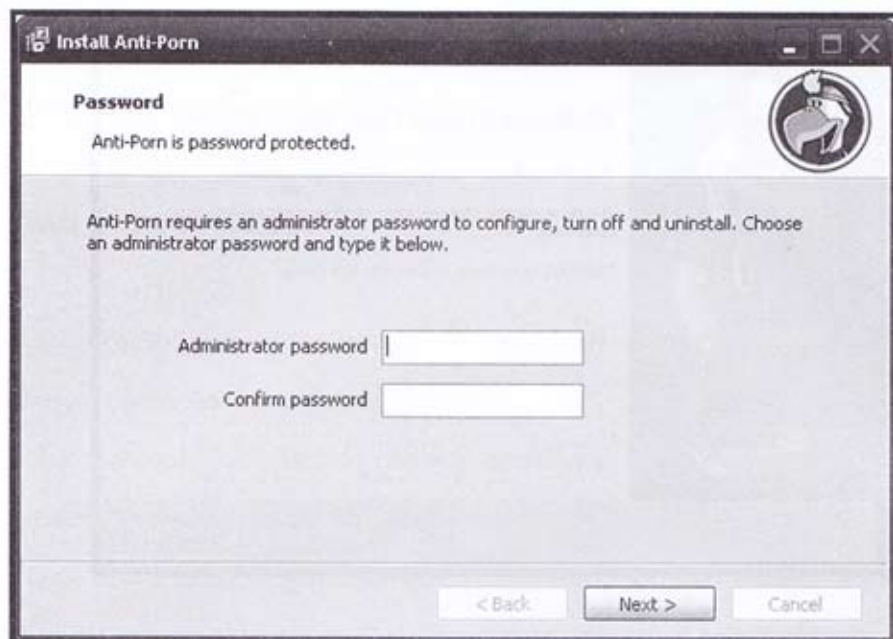 Install Anti-Porn
Password
Anti-Porn is password protected.
Anti-Porn requires an administrator password to configure, turn off and uninstall. Choose
an administrator password and type it below.
Administrator password
Confirm password
< Back
Next >
Cancel